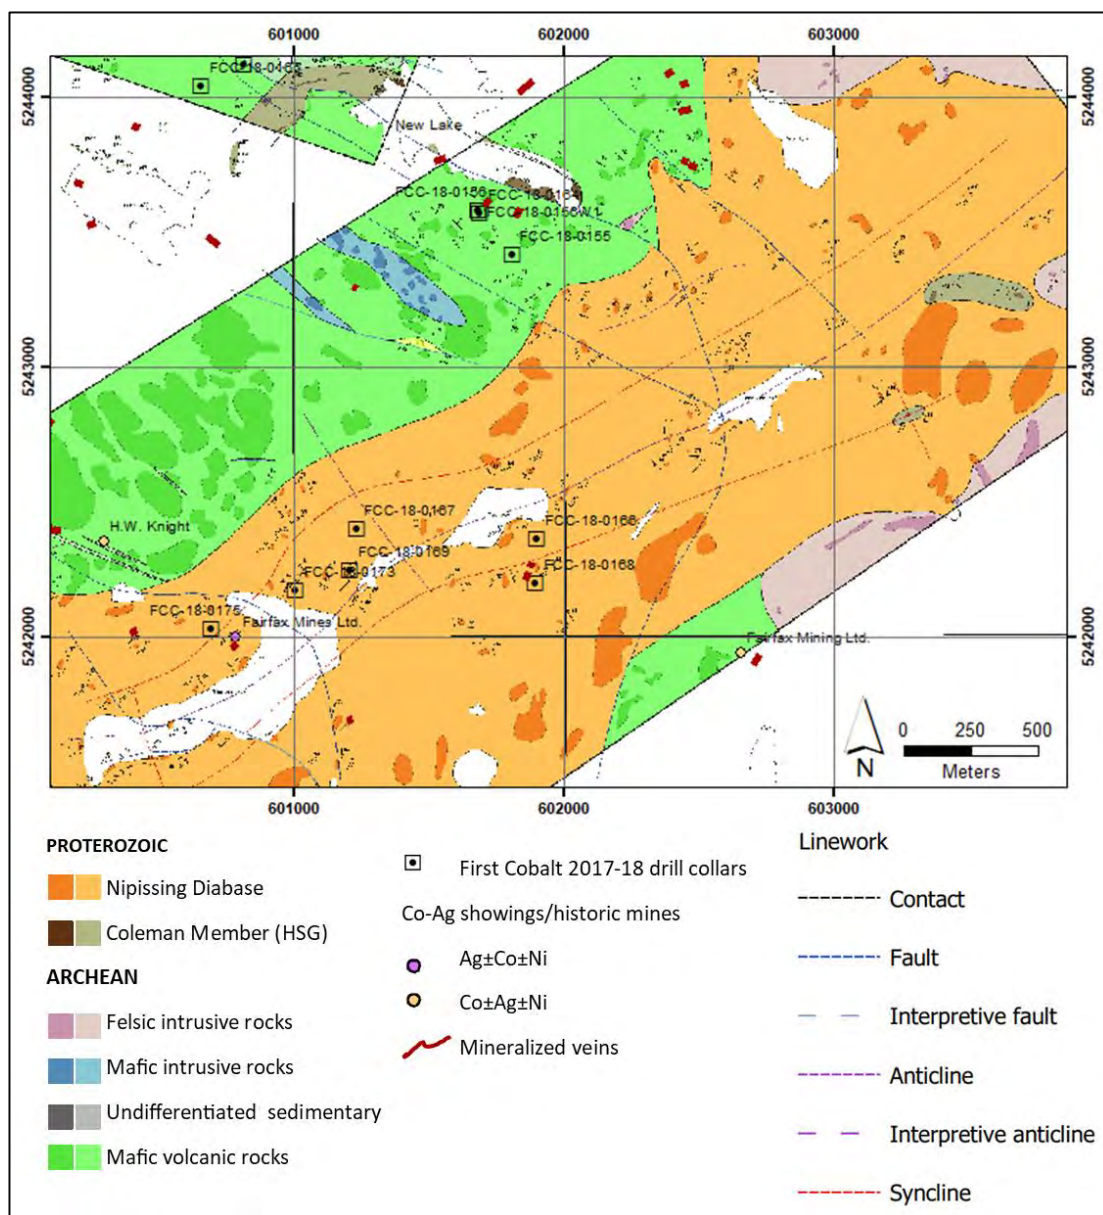 601000
602000
603000
5244000
5244000
FCC-18-0153
New Lake
FCC-18-0156
FCC-18-0155
5243000
5243000
H.W. Knight
FCC-18-0167
FCC-18-0166
FCC-18-0169
FCC-18-0168
FCC-18-0173
FCC-18-0175
Fairfax Mines Ltd.
Fairfax Mining Ltd.
5242000
5242000
0 250 500
Meters
N
601000
602000
603000
PROTEROZOIC
Nipissing Diabase
Coleman Member (HSG)
ARCHEAN
Felsic intrusive rocks
Mafic intrusive rocks
Undifferentiated sedimentary
Mafic volcanic rocks
First Cobalt 2017-18 drill collars
Co-Ag showings/historic mines
Ag±Co±Ni
Co±Ag±Ni
Mineralized veins
Linework
Contact
Fault
Interpretive fault
Anticline
Interpretive anticline
Syncline